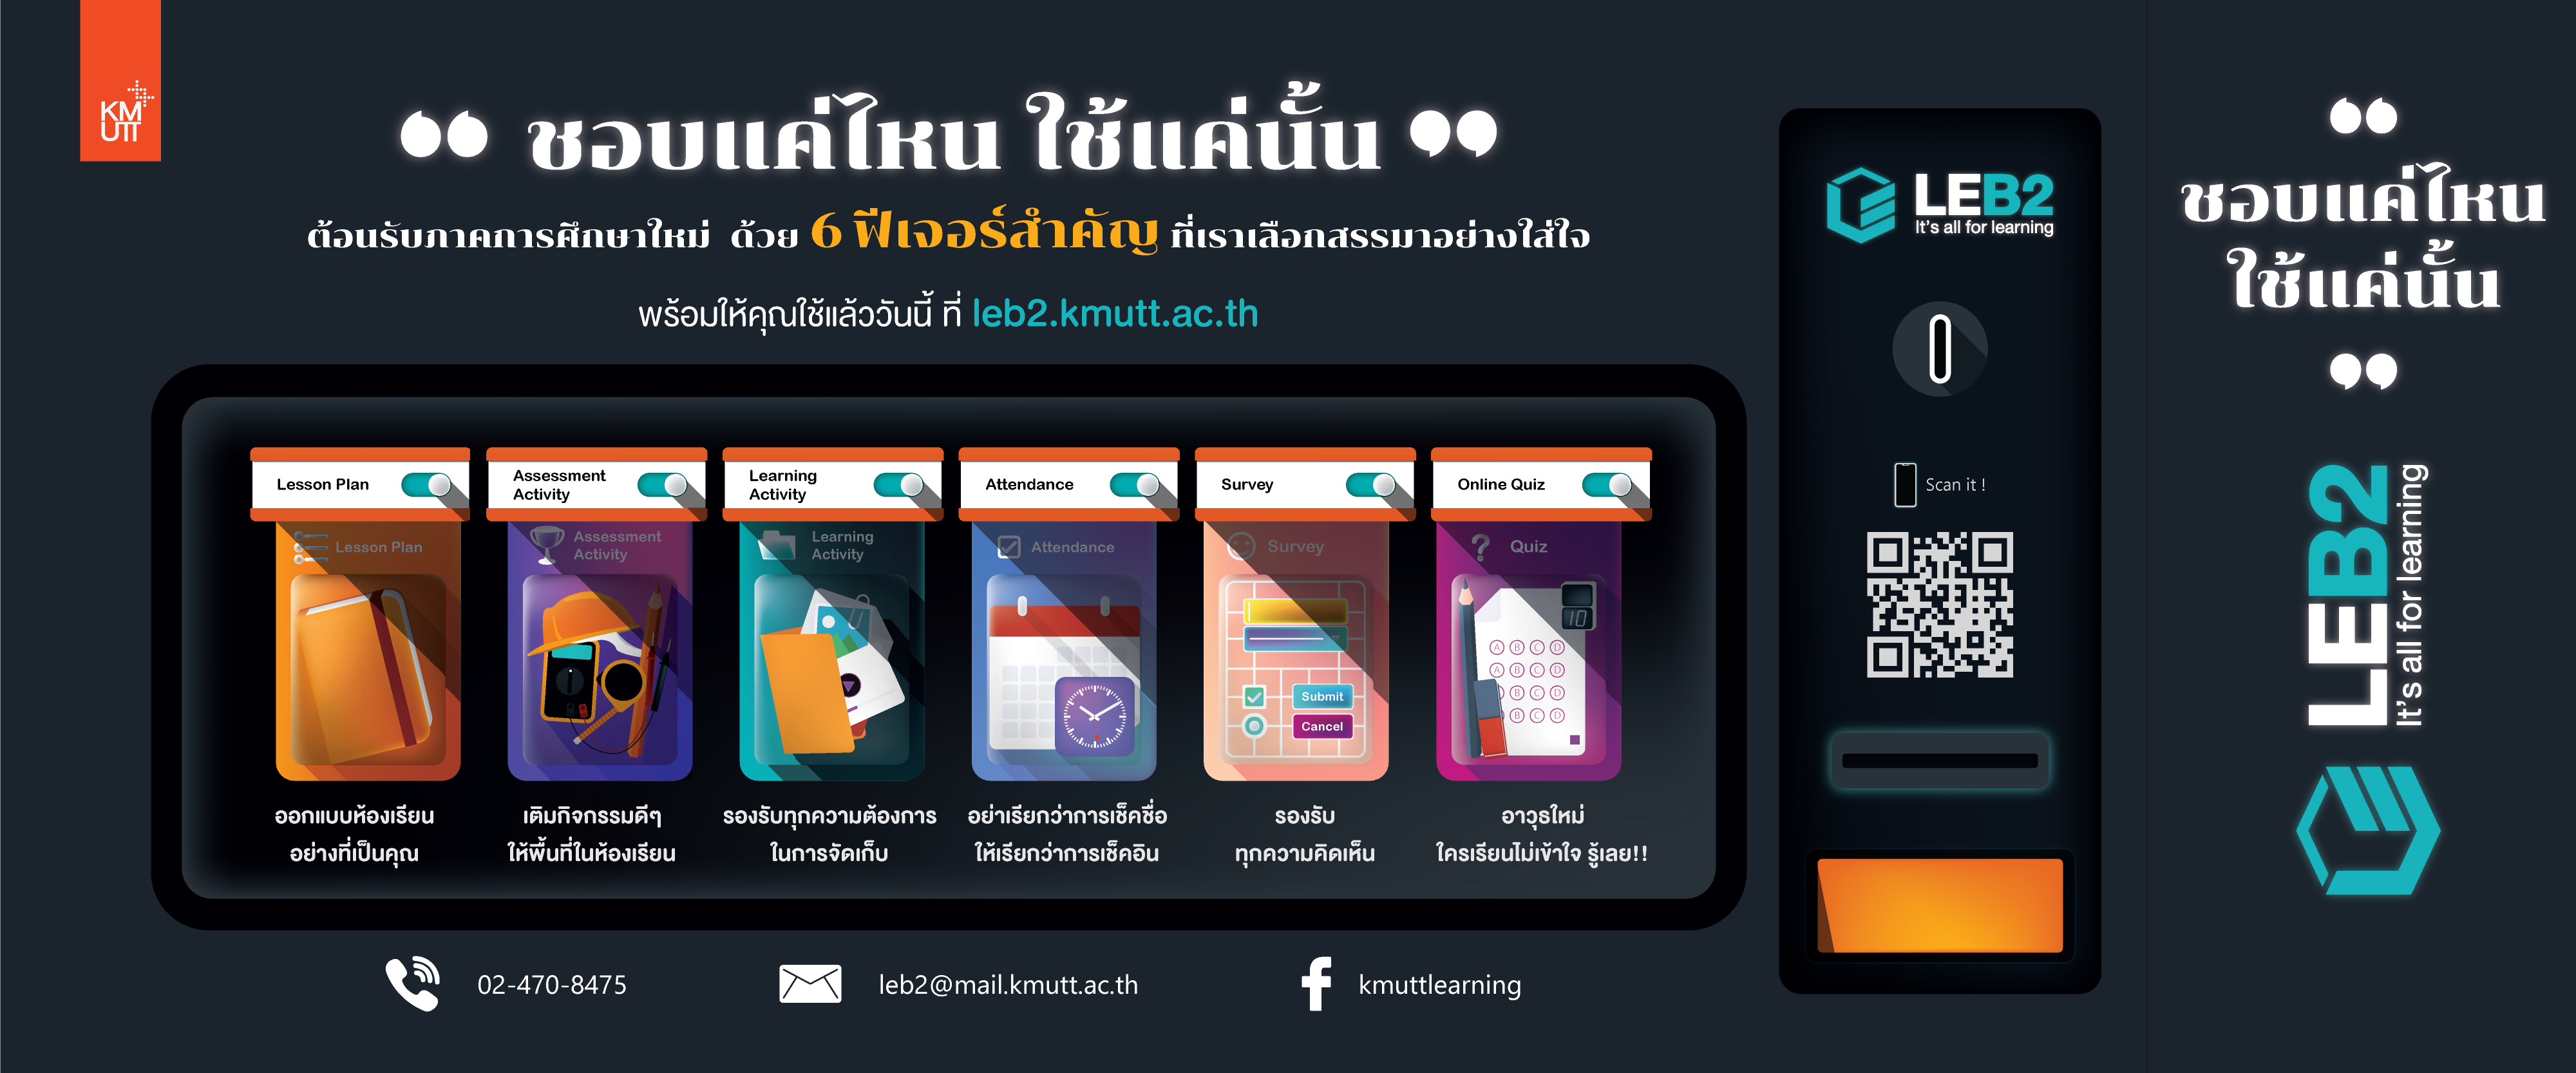 KM
UTT
“ ชอบแค่ไหน ใช้แค่นั้น ”
ต้อนรับภาคการศึกษาใหม่ ด้วย 6 ฟีเจอร์สำคัญ ที่เราเลือกสรรมาอย่างใส่ใจ
พร้อมให้คุณใช้แล้ววันนี้ ที่ leb2.kmutt.ac.th
Lesson Plan
Lesson Plan
ออกแบบห้องเรียน
อย่างที่เป็นคุณ
Assessment
Activity
Assessment
Activity
เติมกิจกรรมดีๆ
ให้พื้นที่ในห้องเรียน
Learning
Activity
Learning
Activity
รองรับทุกความต้องการ
ในการจัดเก็บ
Attendance
Attendance
อย่าเรียกว่าการเช็คชื่อ
ให้เรียกว่าการเช็คอิน
Survey
Survey
Submit
Cancel
รองรับ
ทุกความคิดเห็น
Online Quiz
Quiz
10
A B C D
A B C D
B C D
B C D
อาวุธใหม่
ใครเรียนไม่เข้าใจ รู้เลย!!
02-470-8475
leb2@mail.kmutt.ac.th
kmuttlearning
LEB2
It's all for learning
Scan it !
“
ชอบแค่ไหน
ใช้แค่นั้น
”
LEB2
It's all for learning